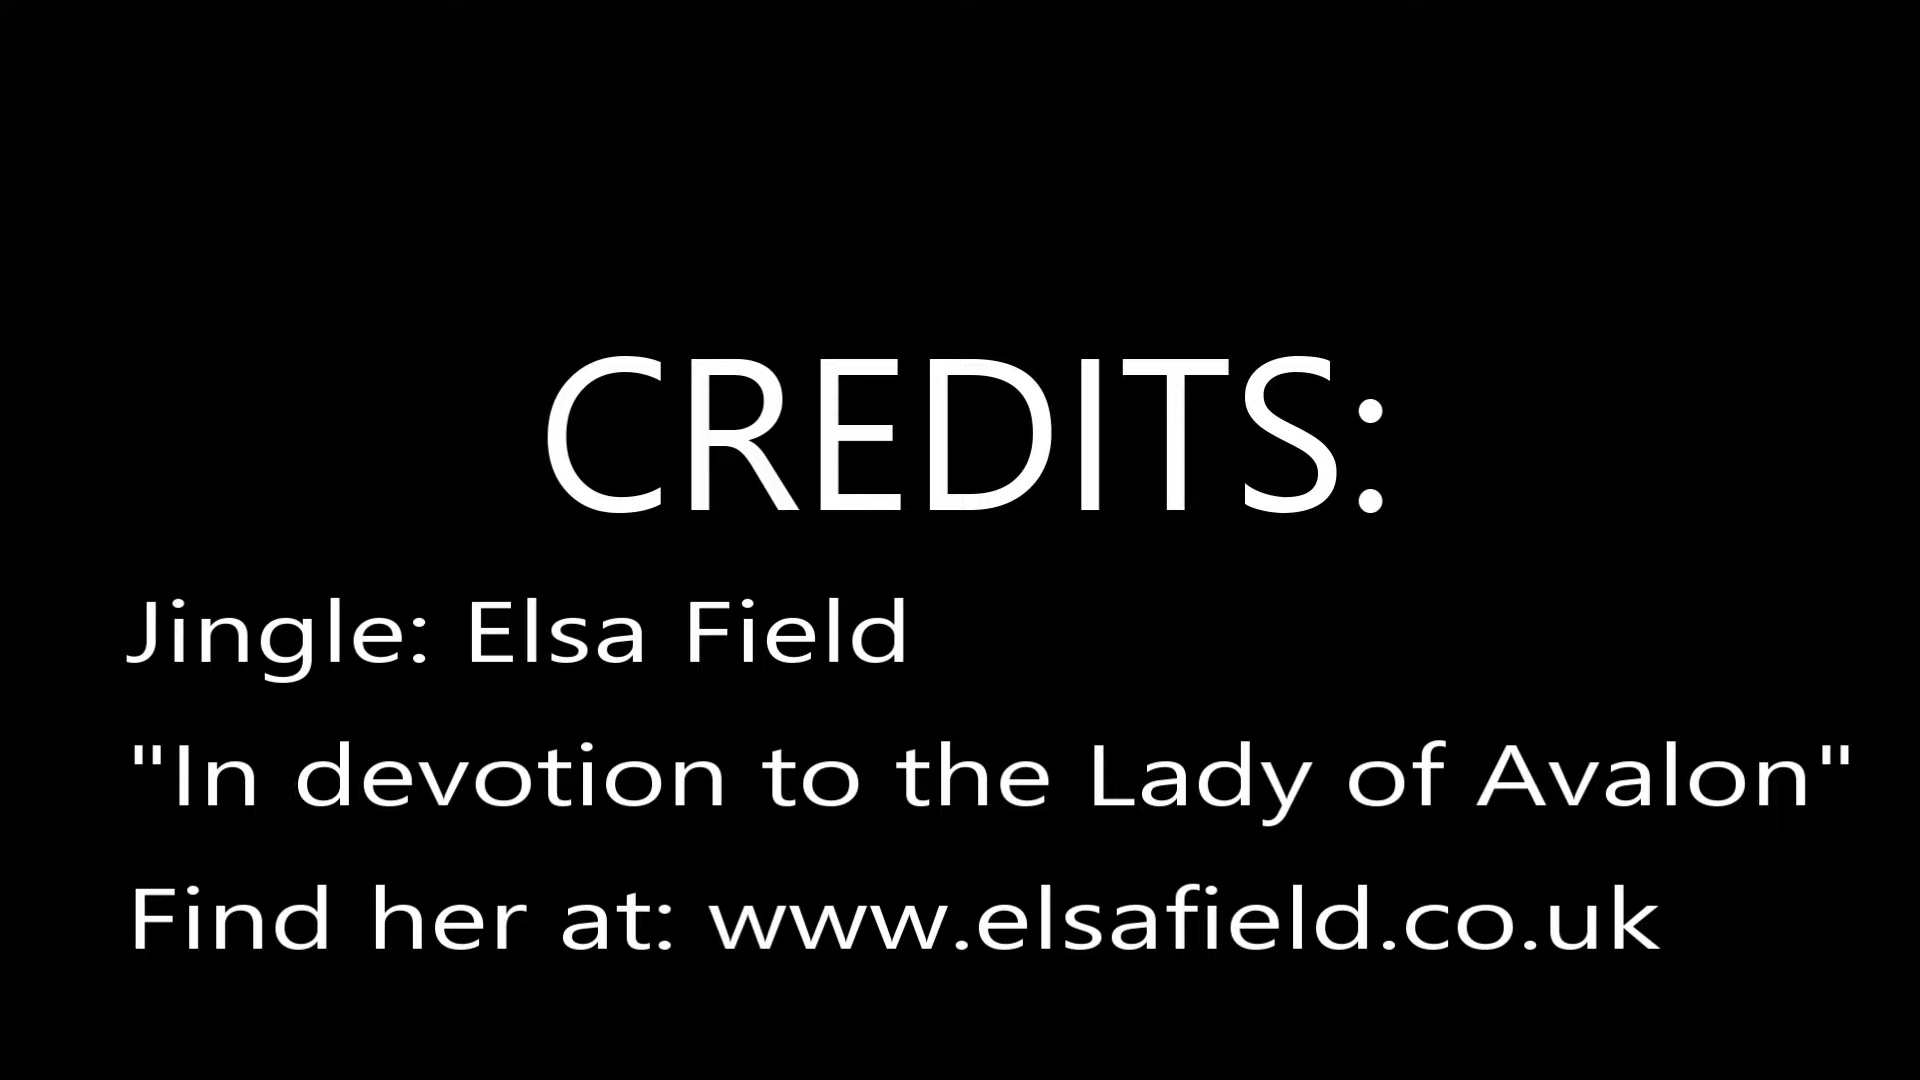 CREDITS:
Jingle: Elsa Field
"In devotion to the Lady of Avalon"
Find her at: www.elsafield.co.uk